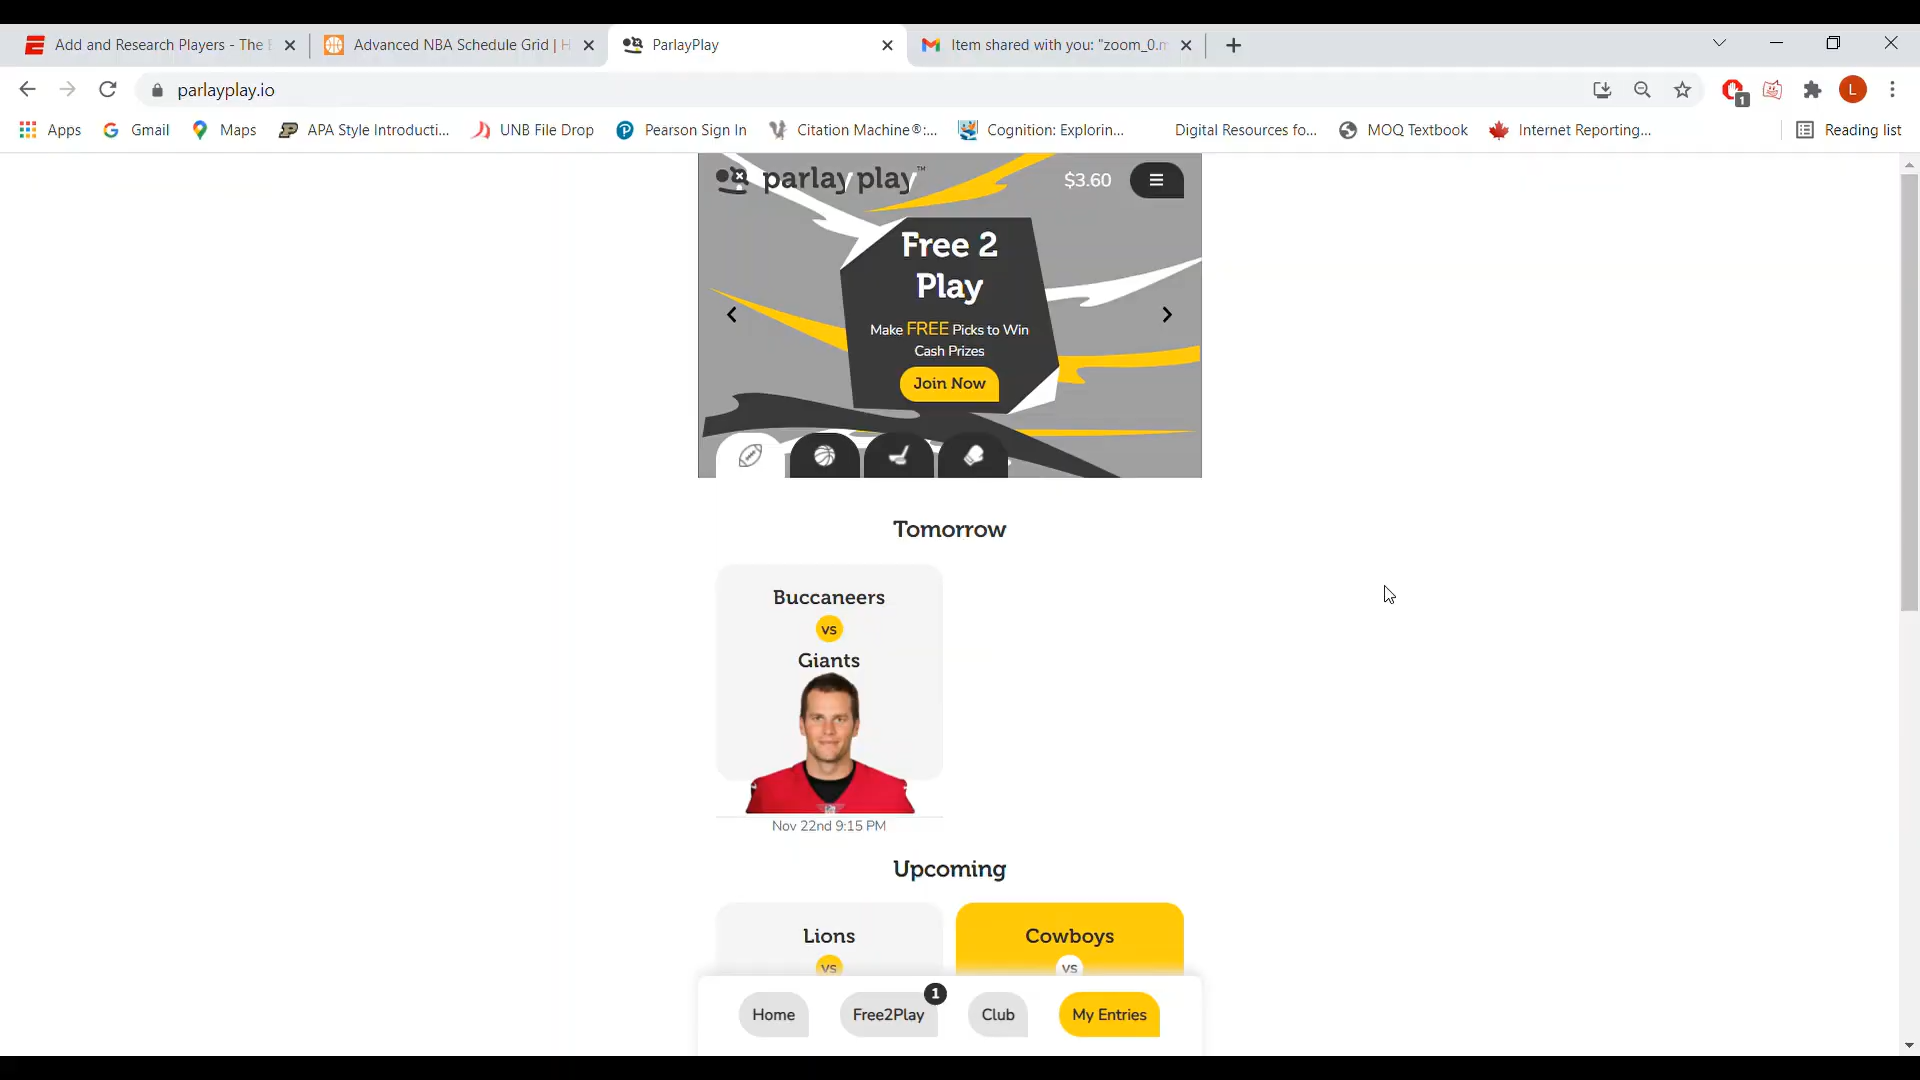 Add and Research Players - The
Advanced NBA Schedule Grid | H
ParlayPlay
Item shared with you: "zoom_0.m
parlayplay.io
1
L
Apps
Gmail
Maps
APA Style Introducti...
UNB File Drop
Pearson Sign In
Citation Machine®:...
Cognition: Explorin...
Digital Resources fo...
MOQ Textbook
Internet Reporting...
Reading list
parlay play™
$3.60
Free 2
Play
Make FREE Picks to Win
Cash Prizes
Join Now
Tomorrow
Buccaneers
vs
Giants
Nov 22nd 9:15 PM
Upcoming
Lions
vs
Cowboys
vs
Home
Free2Play
1
Club
My Entries